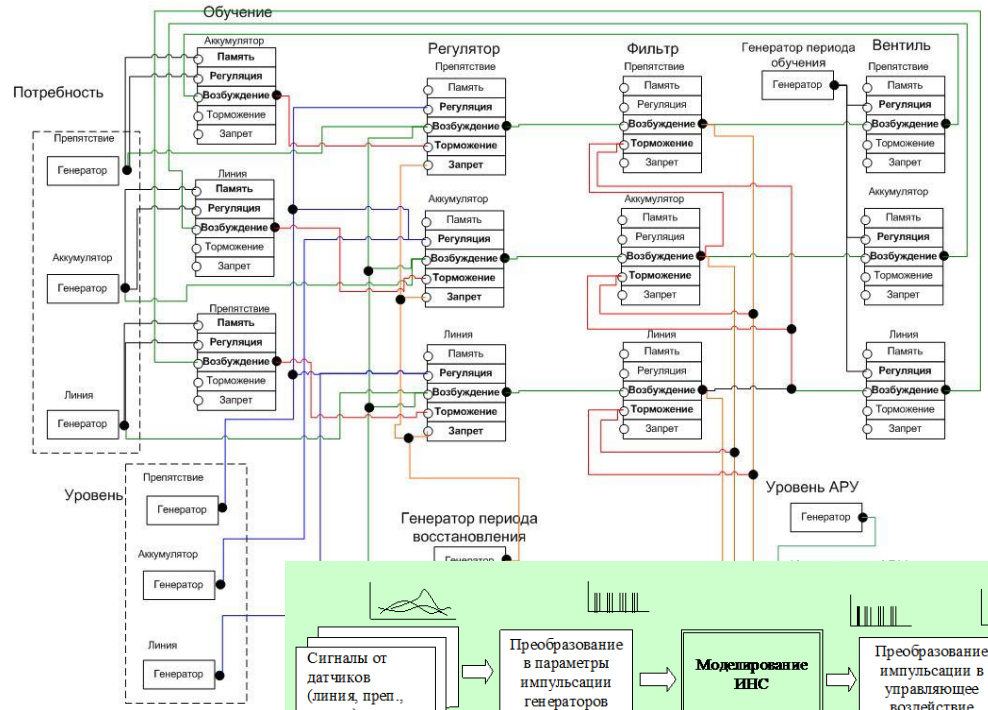 Обучение
Потребность
Препятствие
Генератор
Аккумулятор
Генератор
Линия
Генератор
Аккумулятор
Память
Регуляция
Возбуждение
Торможение
Запрет
Линия
Память
Регуляция
Возбуждение
Торможение
Запрет
Препятствие
Память
Регуляция
Возбуждение
Торможение
Запрет
Регулятор
Препятствие
Память
Регуляция
Возбуждение
Торможение
Запрет
Аккумулятор
Память
Регуляция
Возбуждение
Торможение
Запрет
Линия
Память
Регуляция
Возбуждение
Торможение
Запрет
Фильтр
Препятствие
Память
Регуляция
Возбуждение
Торможение
Запрет
Аккумулятор
Память
Регуляция
Возбуждение
Торможение
Запрет
Линия
Память
Регуляция
Возбуждение
Торможение
Запрет
Генератор периода
обучения
Генератор
Вентиль
Препятствие
Память
Регуляция
Возбуждение
Торможение
Запрет
Аккумулятор
Память
Регуляция
Возбуждение
Торможение
Запрет
Линия
Память
Регуляция
Возбуждение
Торможение
Запрет
Уровень
Препятствие
Генератор
Аккумулятор
Генератор
Линия
Генератор
Генератор периода
восстановления
Генератор
Уровень АРУ
Генератор
Сигналы от
датчиков
(линия, преп.,
Преобразование
в параметры
импульсации
генераторов
Моделирование
ИНС
Преобразование
импульсации в
управляющее
воздействие